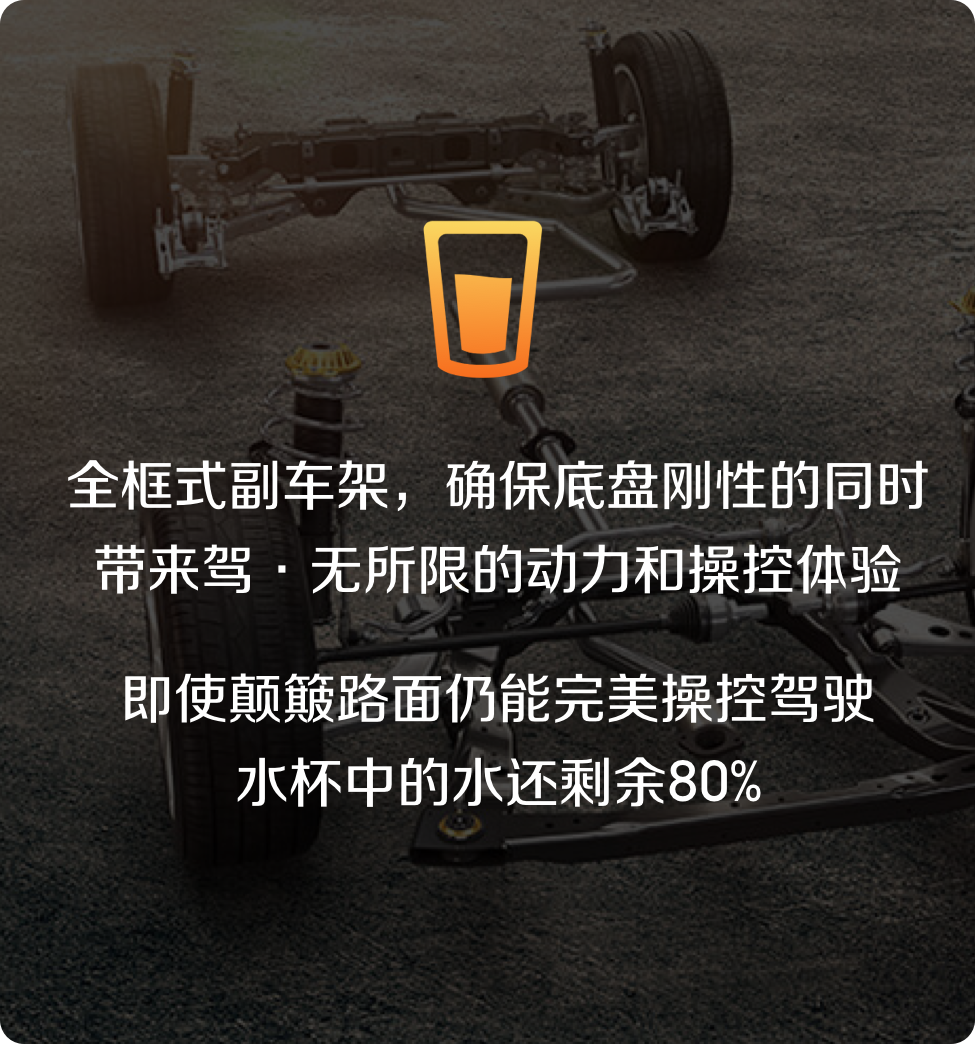 全框式副车架，确保底盘刚性的同时
带来驾·无所限的动力和操控体验
即使颠簸路面仍能完美操控驾驶
水杯中的水还剩余80%